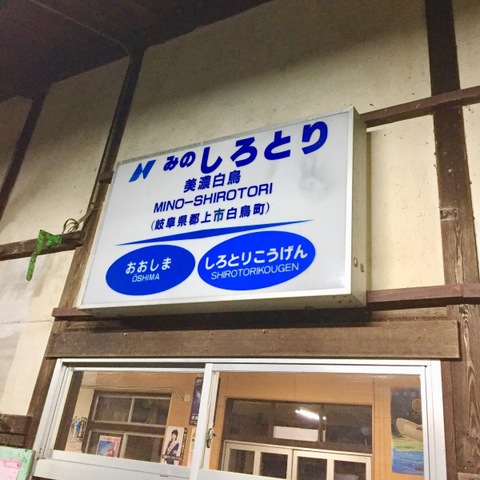 みのしろとり
美濃白鳥
MINO-SHIROTORI
(岐阜県郡上市白鳥町)
おおしま
OSHIMA
しろとりこうげん
SHIROTORIKOUGEN